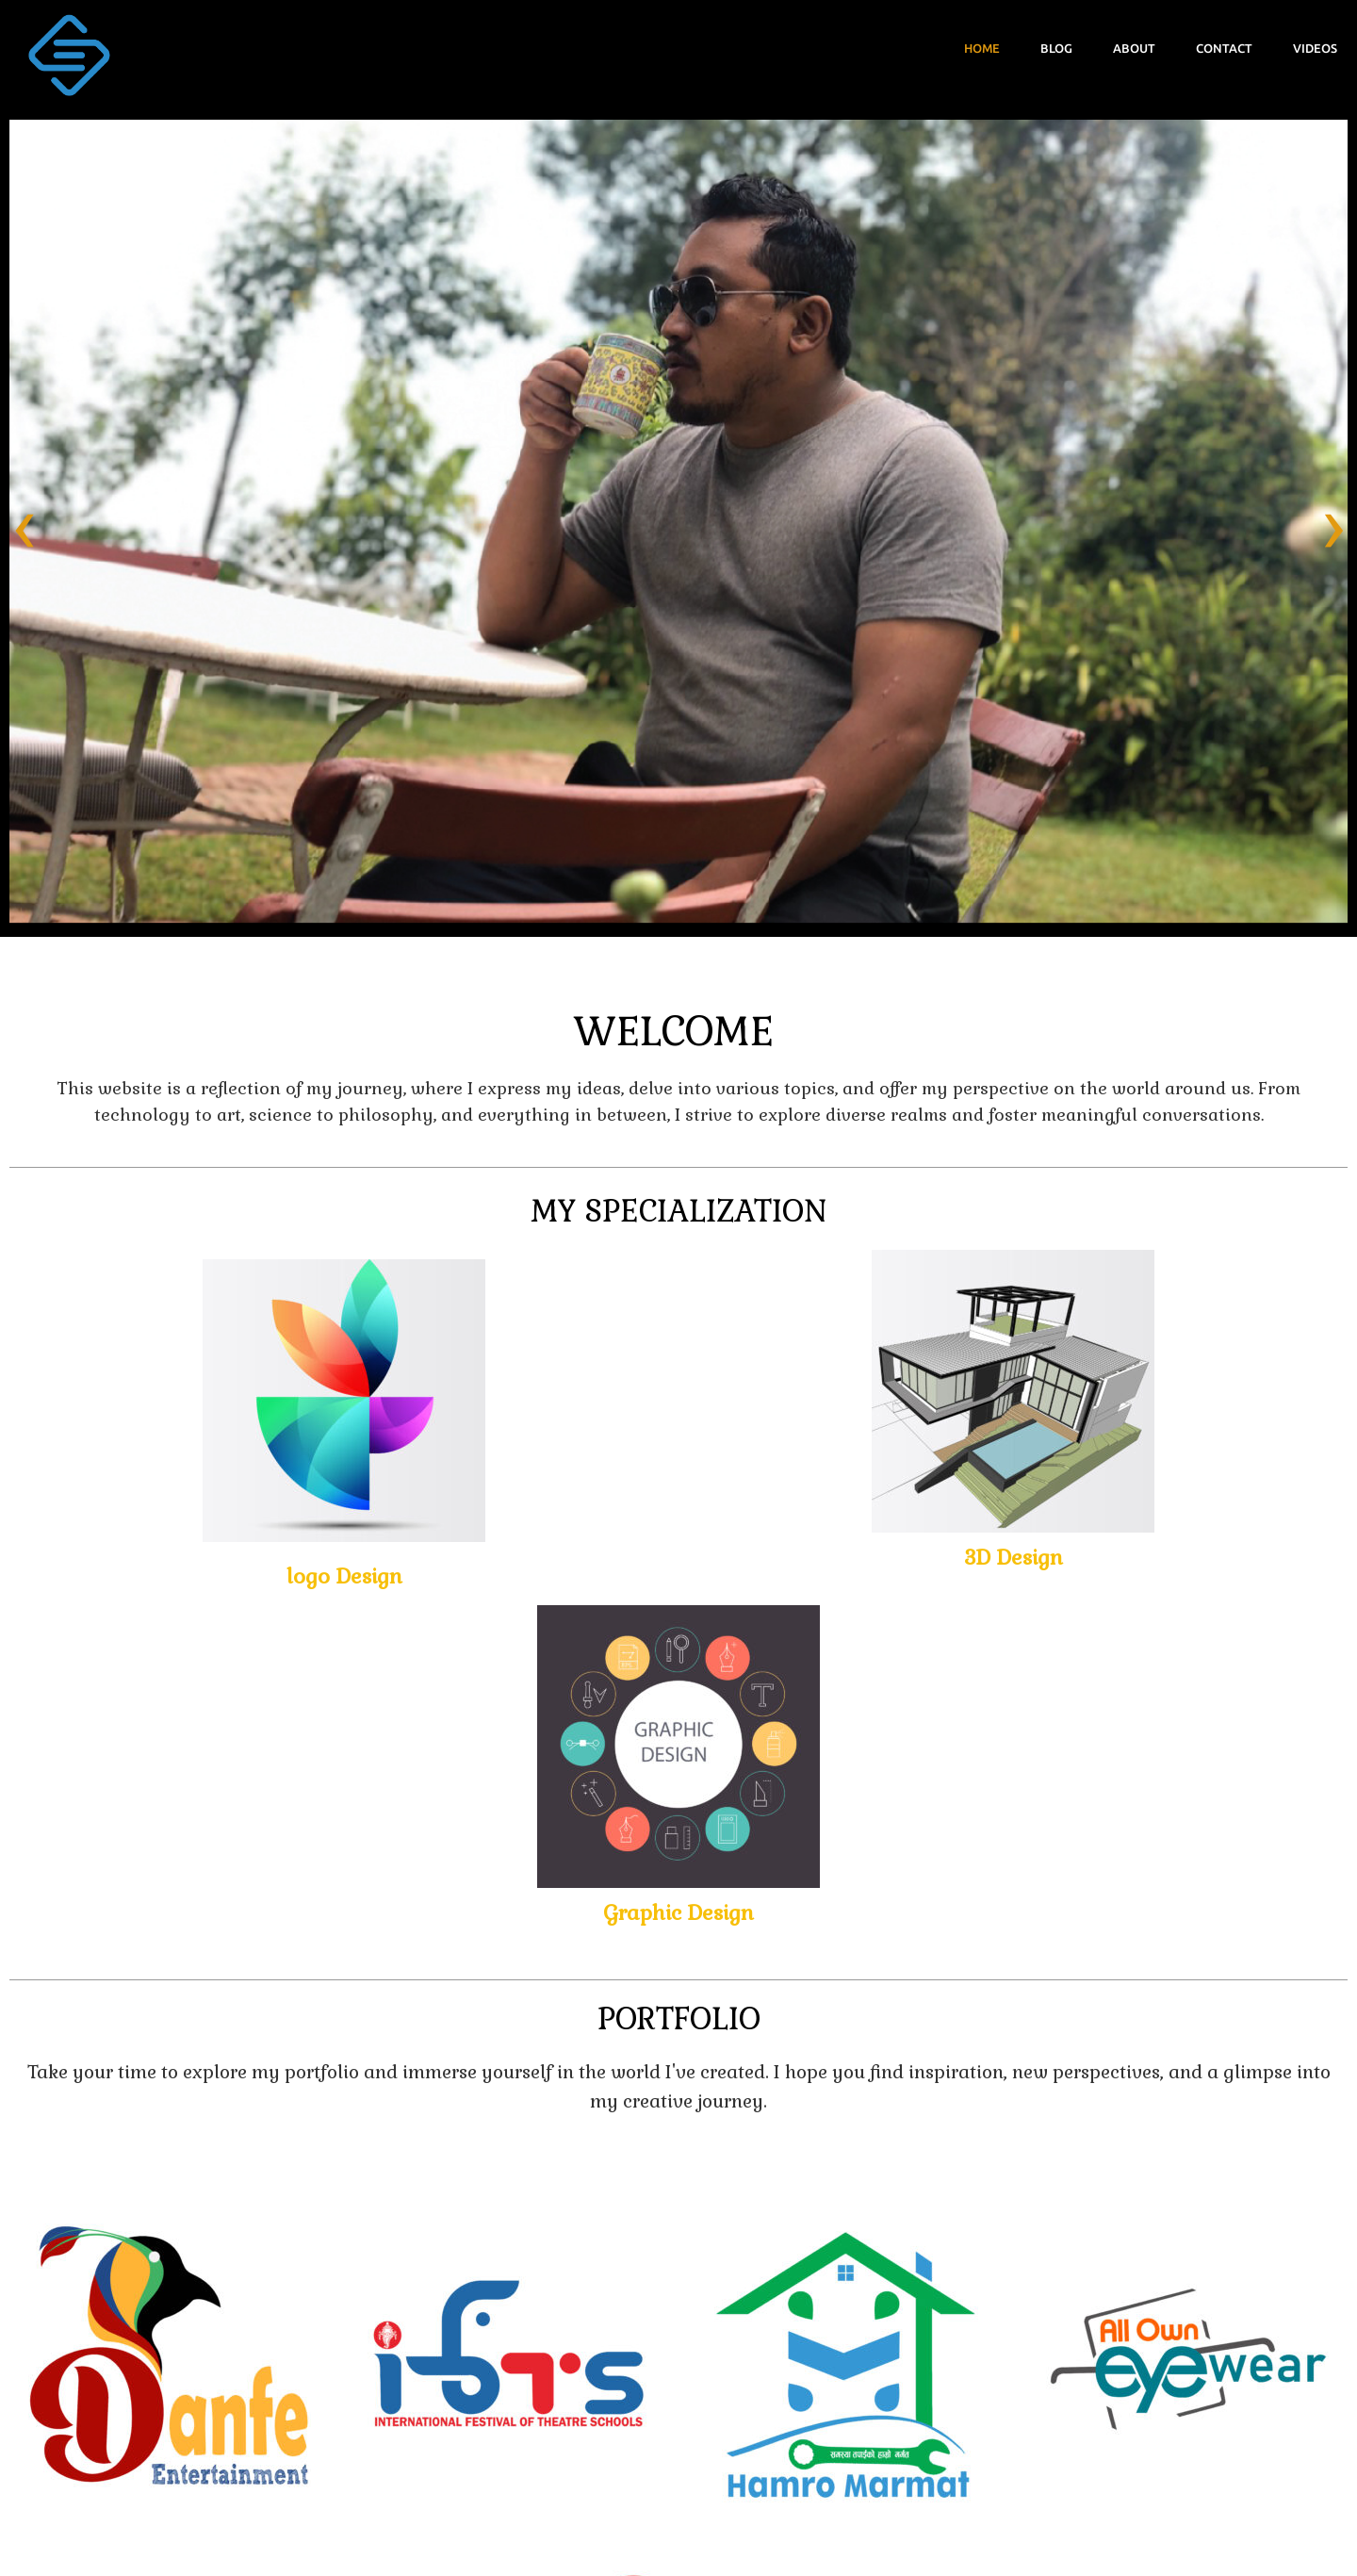 HOME BLOG ABOUT CONTACT VIDEOS
WELCOME
This website is a reflection of my journey, where I express my ideas, delve into various topics, and offer my perspective on the world around us. From
technology to art, science to philosophy, and everything in between, I strive to explore diverse realms and foster meaningful conversations.
MY SPECIALIZATION
logo Design
3D Design
GRAPHIC
DESIGN
Graphic Design
PORTFOLIO
Take your time to explore my portfolio and immerse yourself in the world I've created. I hope you find inspiration, new perspectives, and a glimpse into
my creative journey.
Danfe
Entertainment
ifts
INTERNATIONAL FESTIVAL OF THEATRE SCHOOLS
समस्या तपाईको, हाम्रो मर्मत
Hamro Marmat
All Own
eyewear